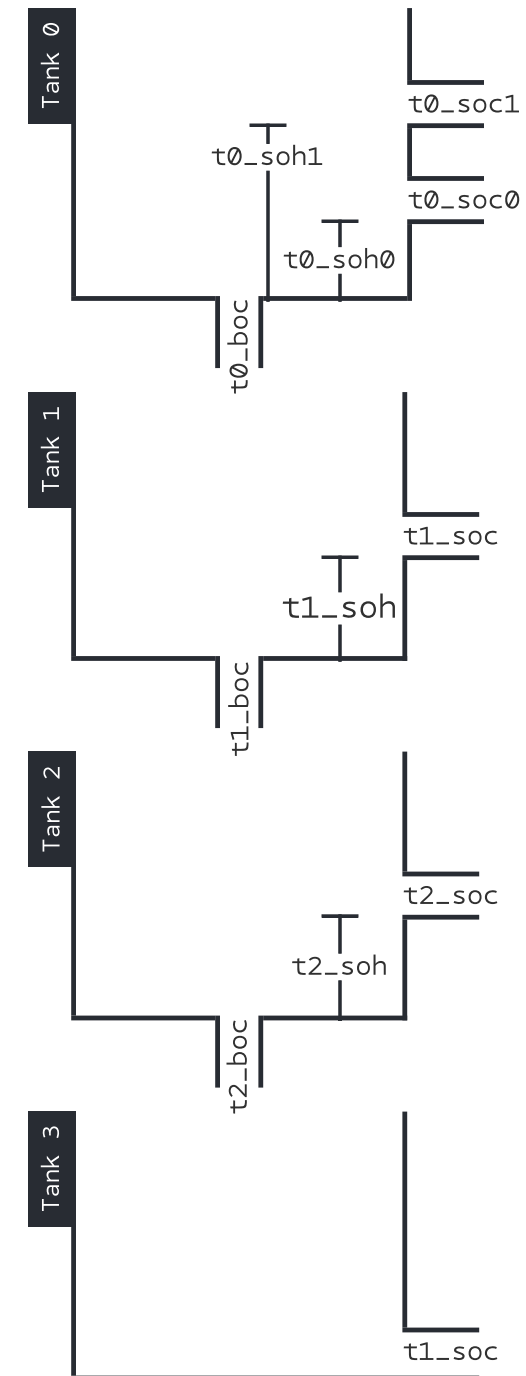 Tank 0
t0_soc1
t0_soh1
t0_soc0
t0_soh0
t0_boc
Tank 1
t1_soc
t1_soh
t1_boc
Tank 2
t2_soc
t2_soh
t2_boc
Tank 3
t1_soc